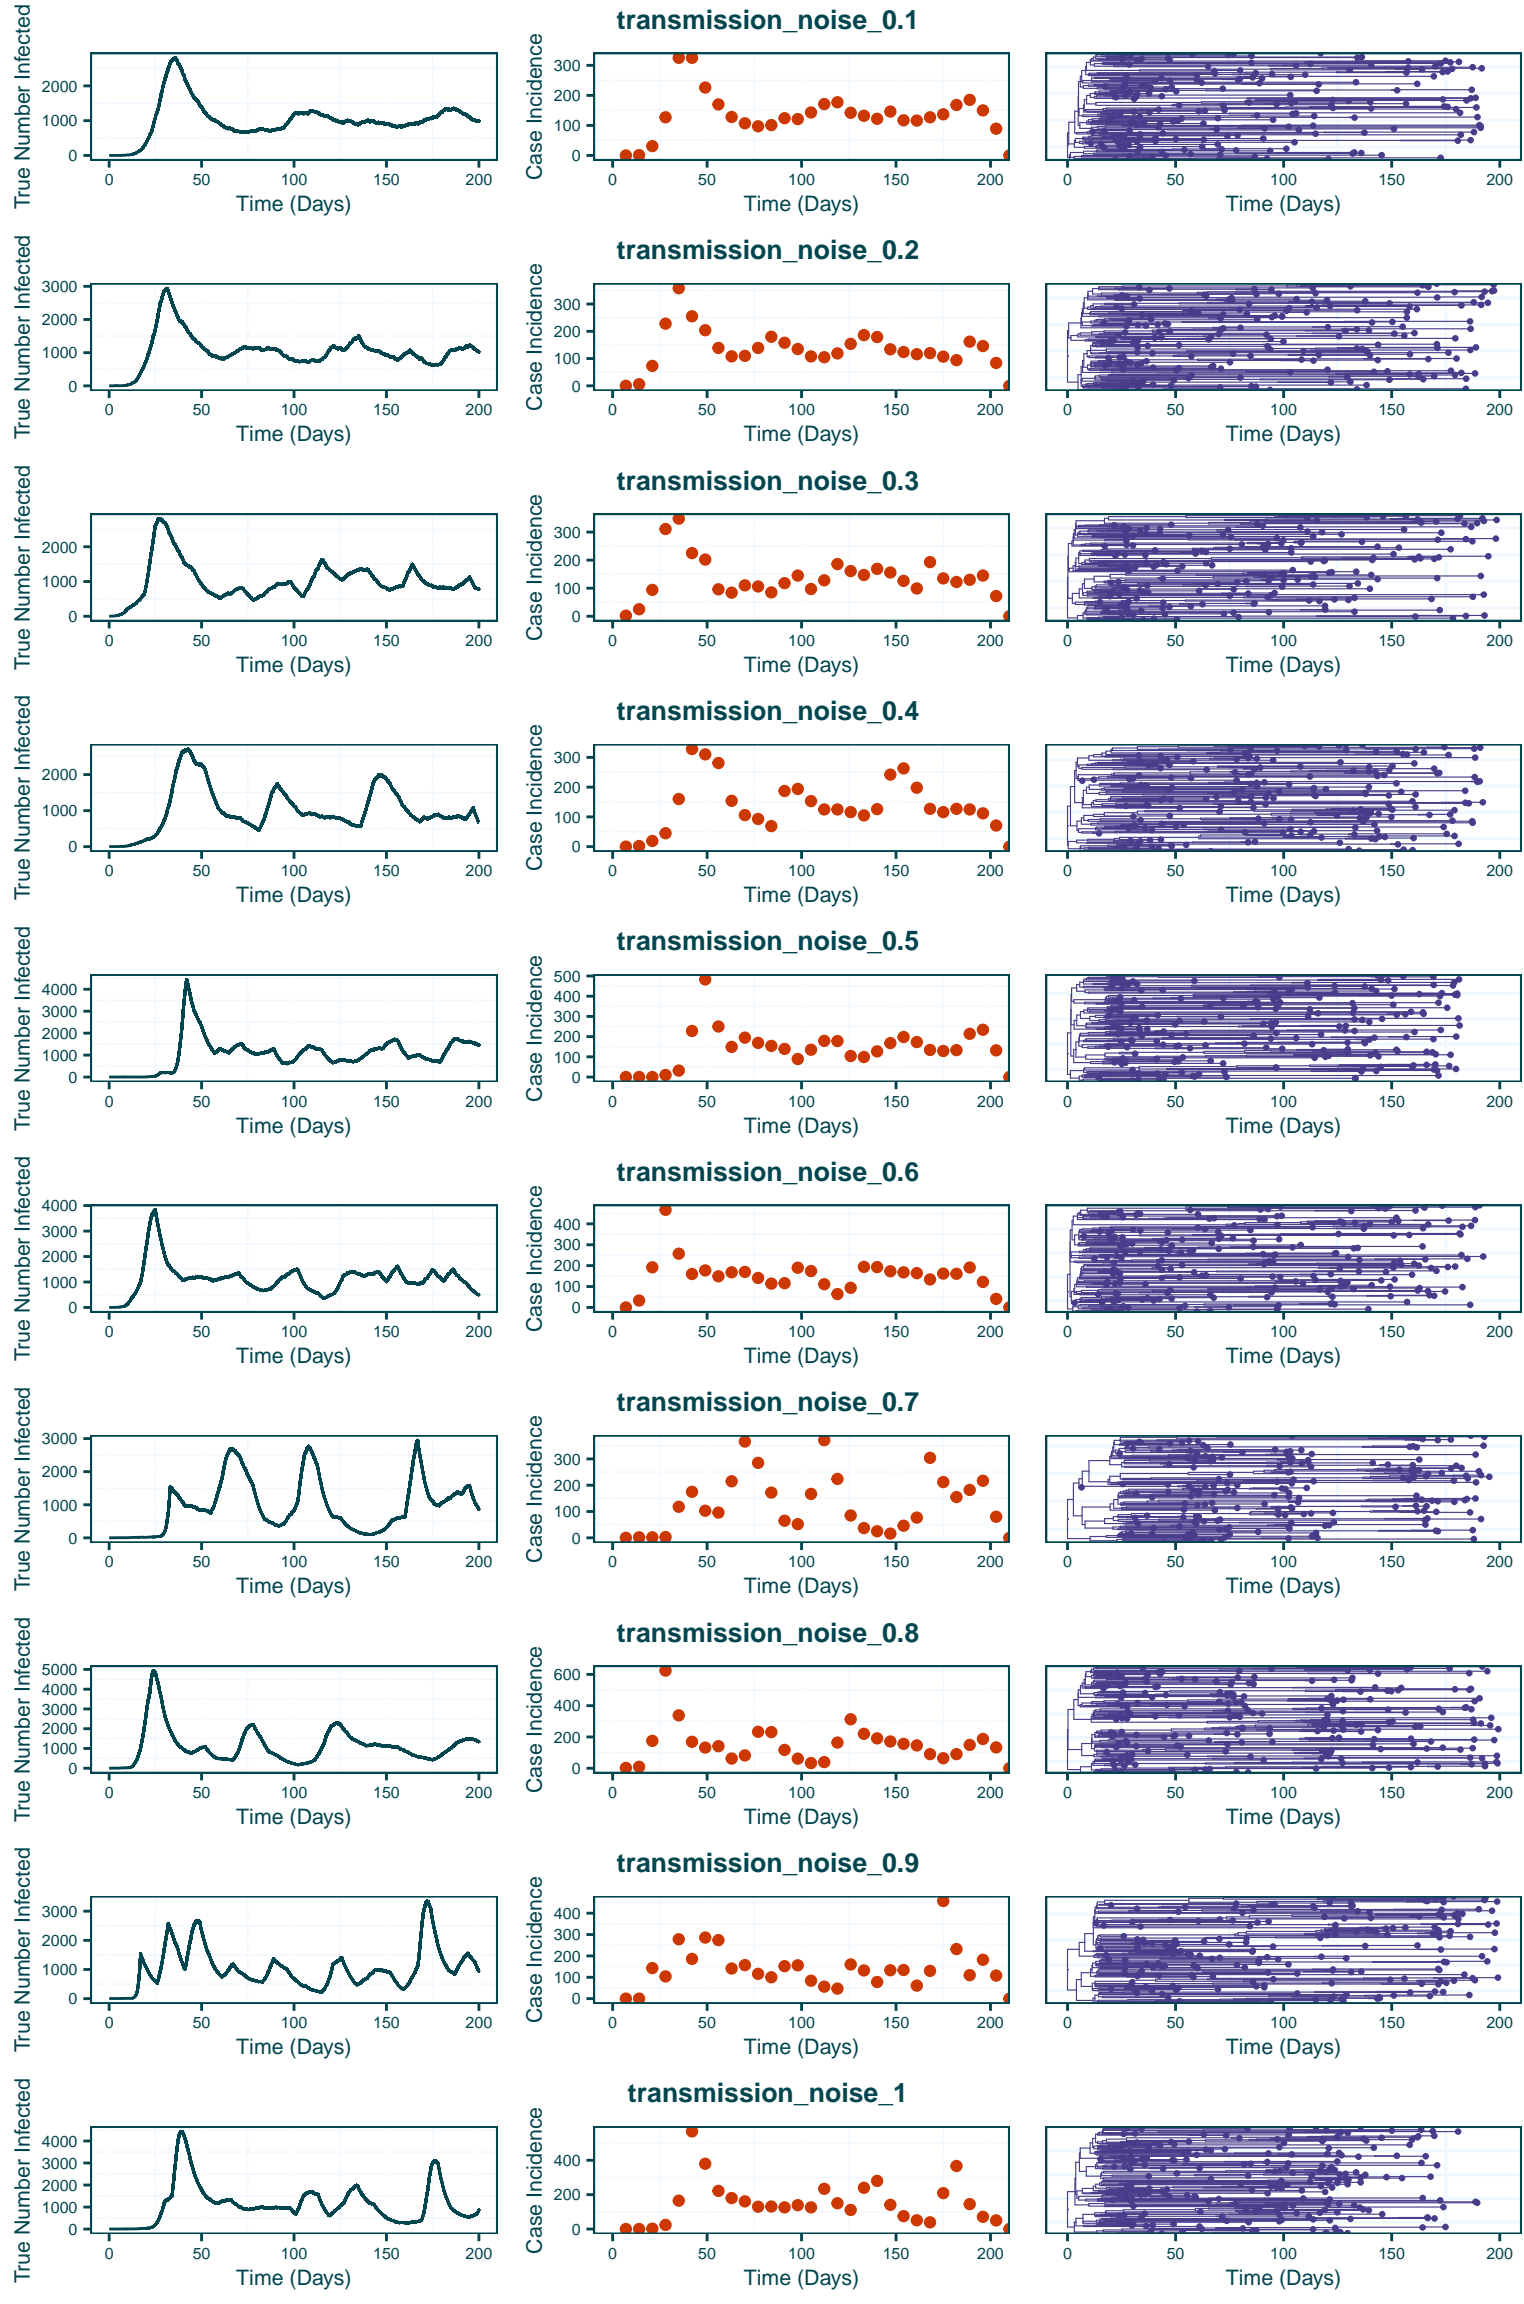 transmission_noise_0.1
True Number Infected
2000
1000
0
0 50 100 150 200
Time (Days)
Case Incidence
300
200
100
0
0 50 100 150 200
Time (Days)
0 50 100 150 200
Time (Days)
transmission_noise_0.2
True Number Infected
3000
2000
1000
0
0 50 100 150 200
Time (Days)
Case Incidence
300
200
100
0
0 50 100 150 200
Time (Days)
0 50 100 150 200
Time (Days)
transmission_noise_0.3
True Number Infected
2000
1000
0
0 50 100 150 200
Time (Days)
Case Incidence
300
200
100
0
0 50 100 150 200
Time (Days)
0 50 100 150 200
Time (Days)
transmission_noise_0.4
True Number Infected
2000
1000
0
0 50 100 150 200
Time (Days)
Case Incidence
300
200
100
0
0 50 100 150 200
Time (Days)
0 50 100 150 200
Time (Days)
transmission_noise_0.5
True Number Infected
4000
3000
2000
1000
0
0 50 100 150 200
Time (Days)
Case Incidence
500
400
300
200
100
0
0 50 100 150 200
Time (Days)
0 50 100 150 200
Time (Days)
transmission_noise_0.6
True Number Infected
4000
3000
2000
1000
0
0 50 100 150 200
Time (Days)
Case Incidence
400
300
200
100
0
0 50 100 150 200
Time (Days)
0 50 100 150 200
Time (Days)
transmission_noise_0.7
True Number Infected
3000
2000
1000
0
0 50 100 150 200
Time (Days)
Case Incidence
300
200
100
0
0 50 100 150 200
Time (Days)
0 50 100 150 200
Time (Days)
transmission_noise_0.8
True Number Infected
5000
4000
3000
2000
1000
0
0 50 100 150 200
Time (Days)
Case Incidence
600
400
200
0
0 50 100 150 200
Time (Days)
0 50 100 150 200
Time (Days)
transmission_noise_0.9
True Number Infected
3000
2000
1000
0
0 50 100 150 200
Time (Days)
Case Incidence
400
300
200
100
0
0 50 100 150 200
Time (Days)
0 50 100 150 200
Time (Days)
transmission_noise_1
True Number Infected
4000
3000
2000
1000
0
0 50 100 150 200
Time (Days)
Case Incidence
400
200
0
0 50 100 150 200
Time (Days)
0 50 100 150 200
Time (Days)